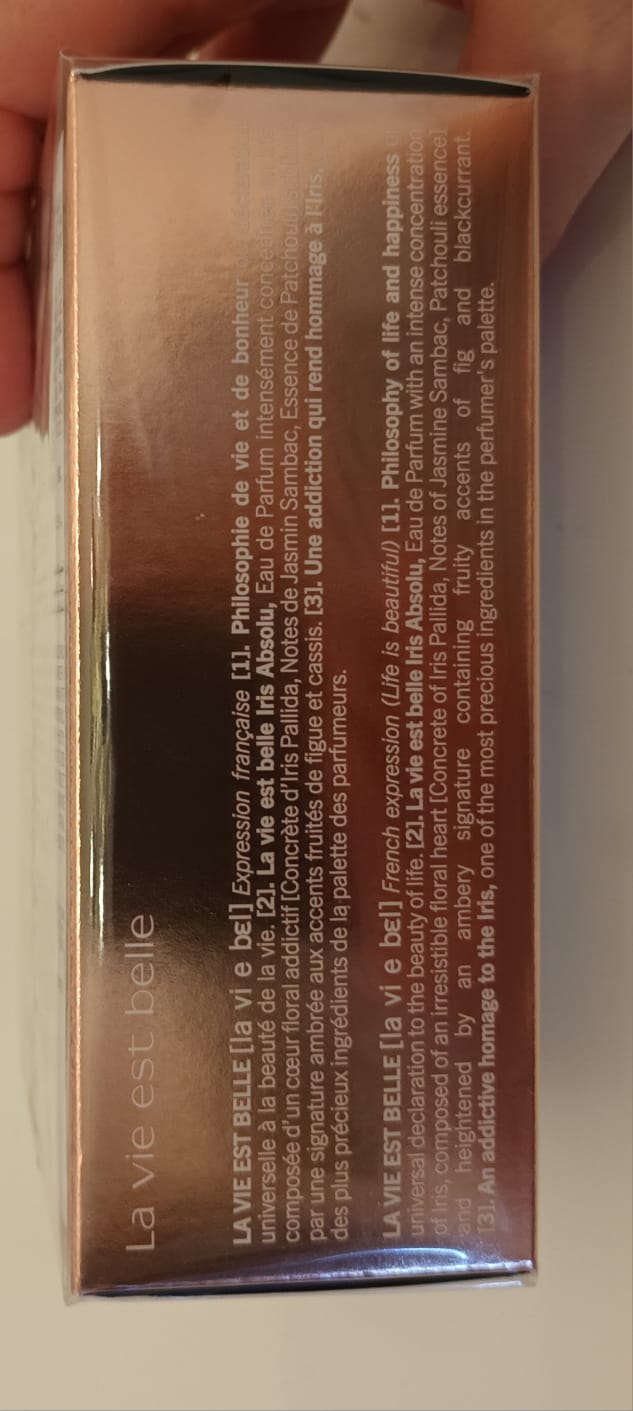 La vie est belle
LA VIE EST BELLE [la vi e bɛl] Expression française [1]. Philosophie de vie et de bonheur
universelle à la beauté de la vie. [2]. La vie est belle Iris Absolu, Eau de Parfum intensément
composée d'un cœur floral addictif [Concrète d'Iris Pallida, Notes de Jasmin Sambac, Essence de Patchouli
par une signature ambrée aux accents fruités de figue et cassis. [3]. Une addiction qui rend hommage à l'Iris,
des plus précieux ingrédients de la palette des parfumeurs.
LA VIE EST BELLE [la vi e bɛl] French expression (Life is beautiful) [1]. Philosophy of life and happiness
universal declaration to the beauty of life. [2]. La vie est belle Iris Absolu, Eau de Parfum with an intense concentration
of Iris, composed of an irresistible floral heart [Concrete of Iris Pallida, Notes of Jasmine Sambac, Patchouli essence]
and heightened by an ambery signature containing fruity accents of fig and blackcurrant.
[3]. An addictive homage to the Iris, one of the most precious ingredients in the perfumer's palette.